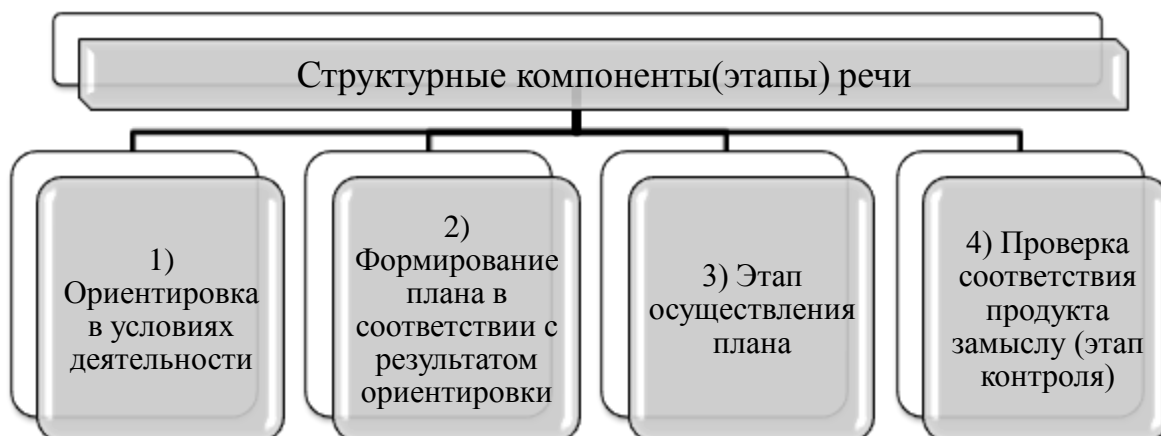 Структурные компоненты(этапы) речи
1)
Ориентировка
в условиях
деятельности
2)
Формирование
плана в
соответствии с
результатом
ориентировки
3) Этап
осуществления
плана
4) Проверка
соответствия
продукта
замыслу (этап
контроля)